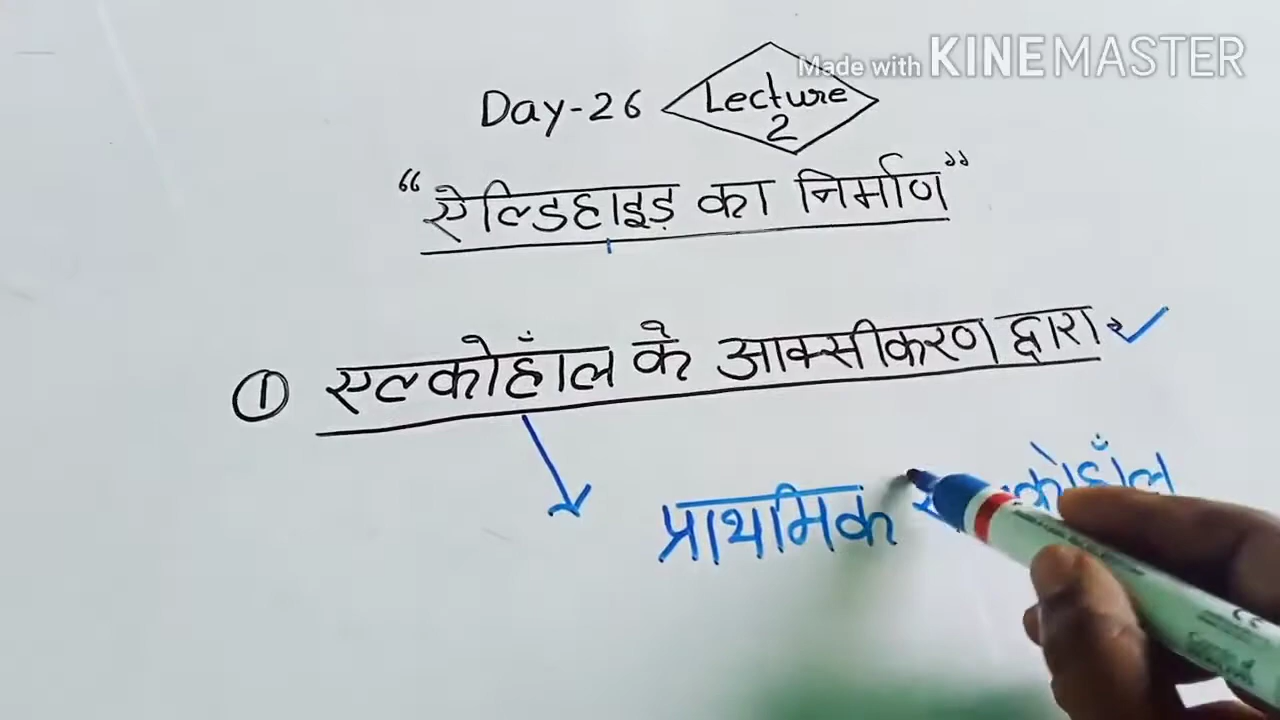 Made with KINEMASTER
Day-26 Lecture 2
"ऐल्डिहाइड़ का निर्माण"
① एल्कोहॉल के आक्सीकरण द्वारा
प्राथमिक